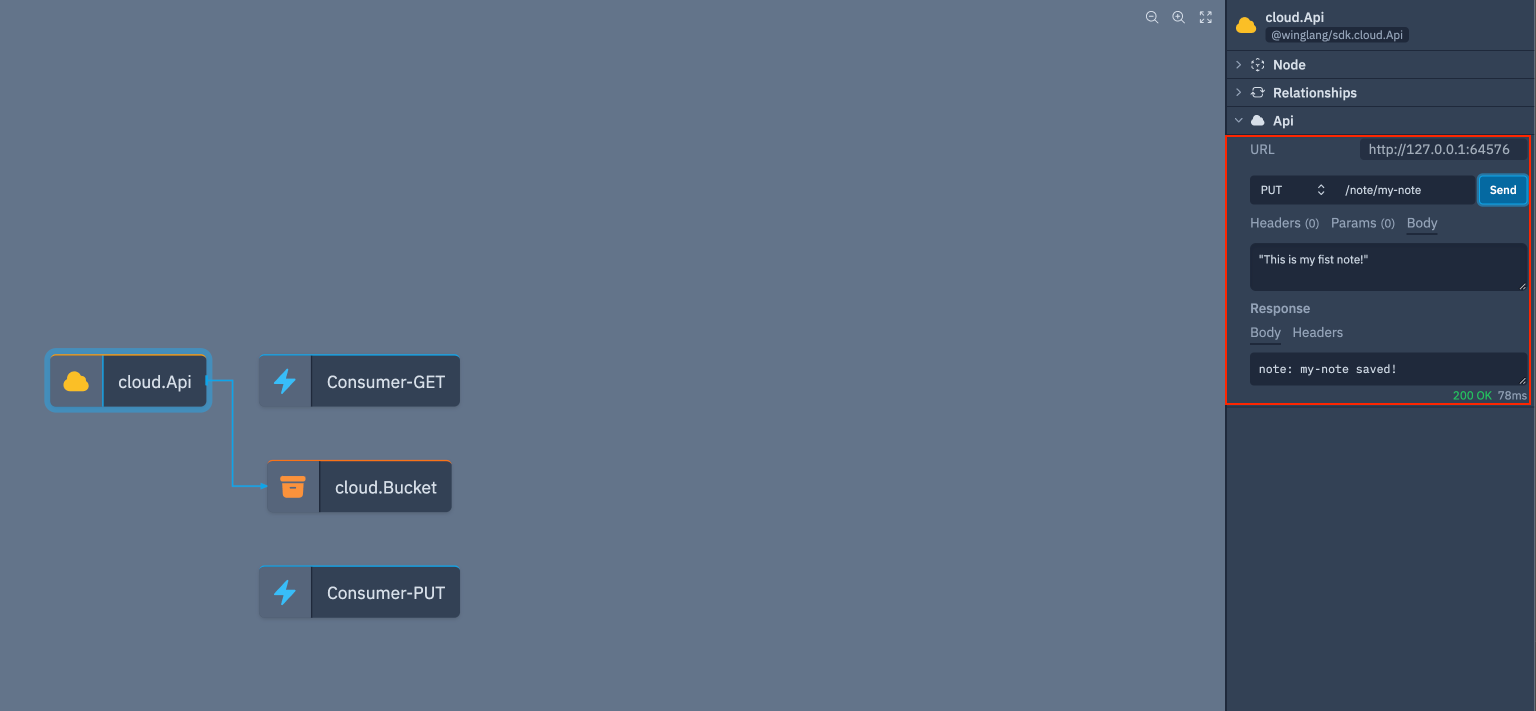 cloud.Api
Consumer-GET
cloud.Bucket
Consumer-PUT
cloud.Api
@winglang/sdk.cloud.Api
Node
Relationships
Api
URL http://127.0.0.1:64576
PUT /note/my-note Send
Headers (0) Params (0) Body
"This is my fist note!"
Response
Body Headers
note: my-note saved!
200 OK 78ms